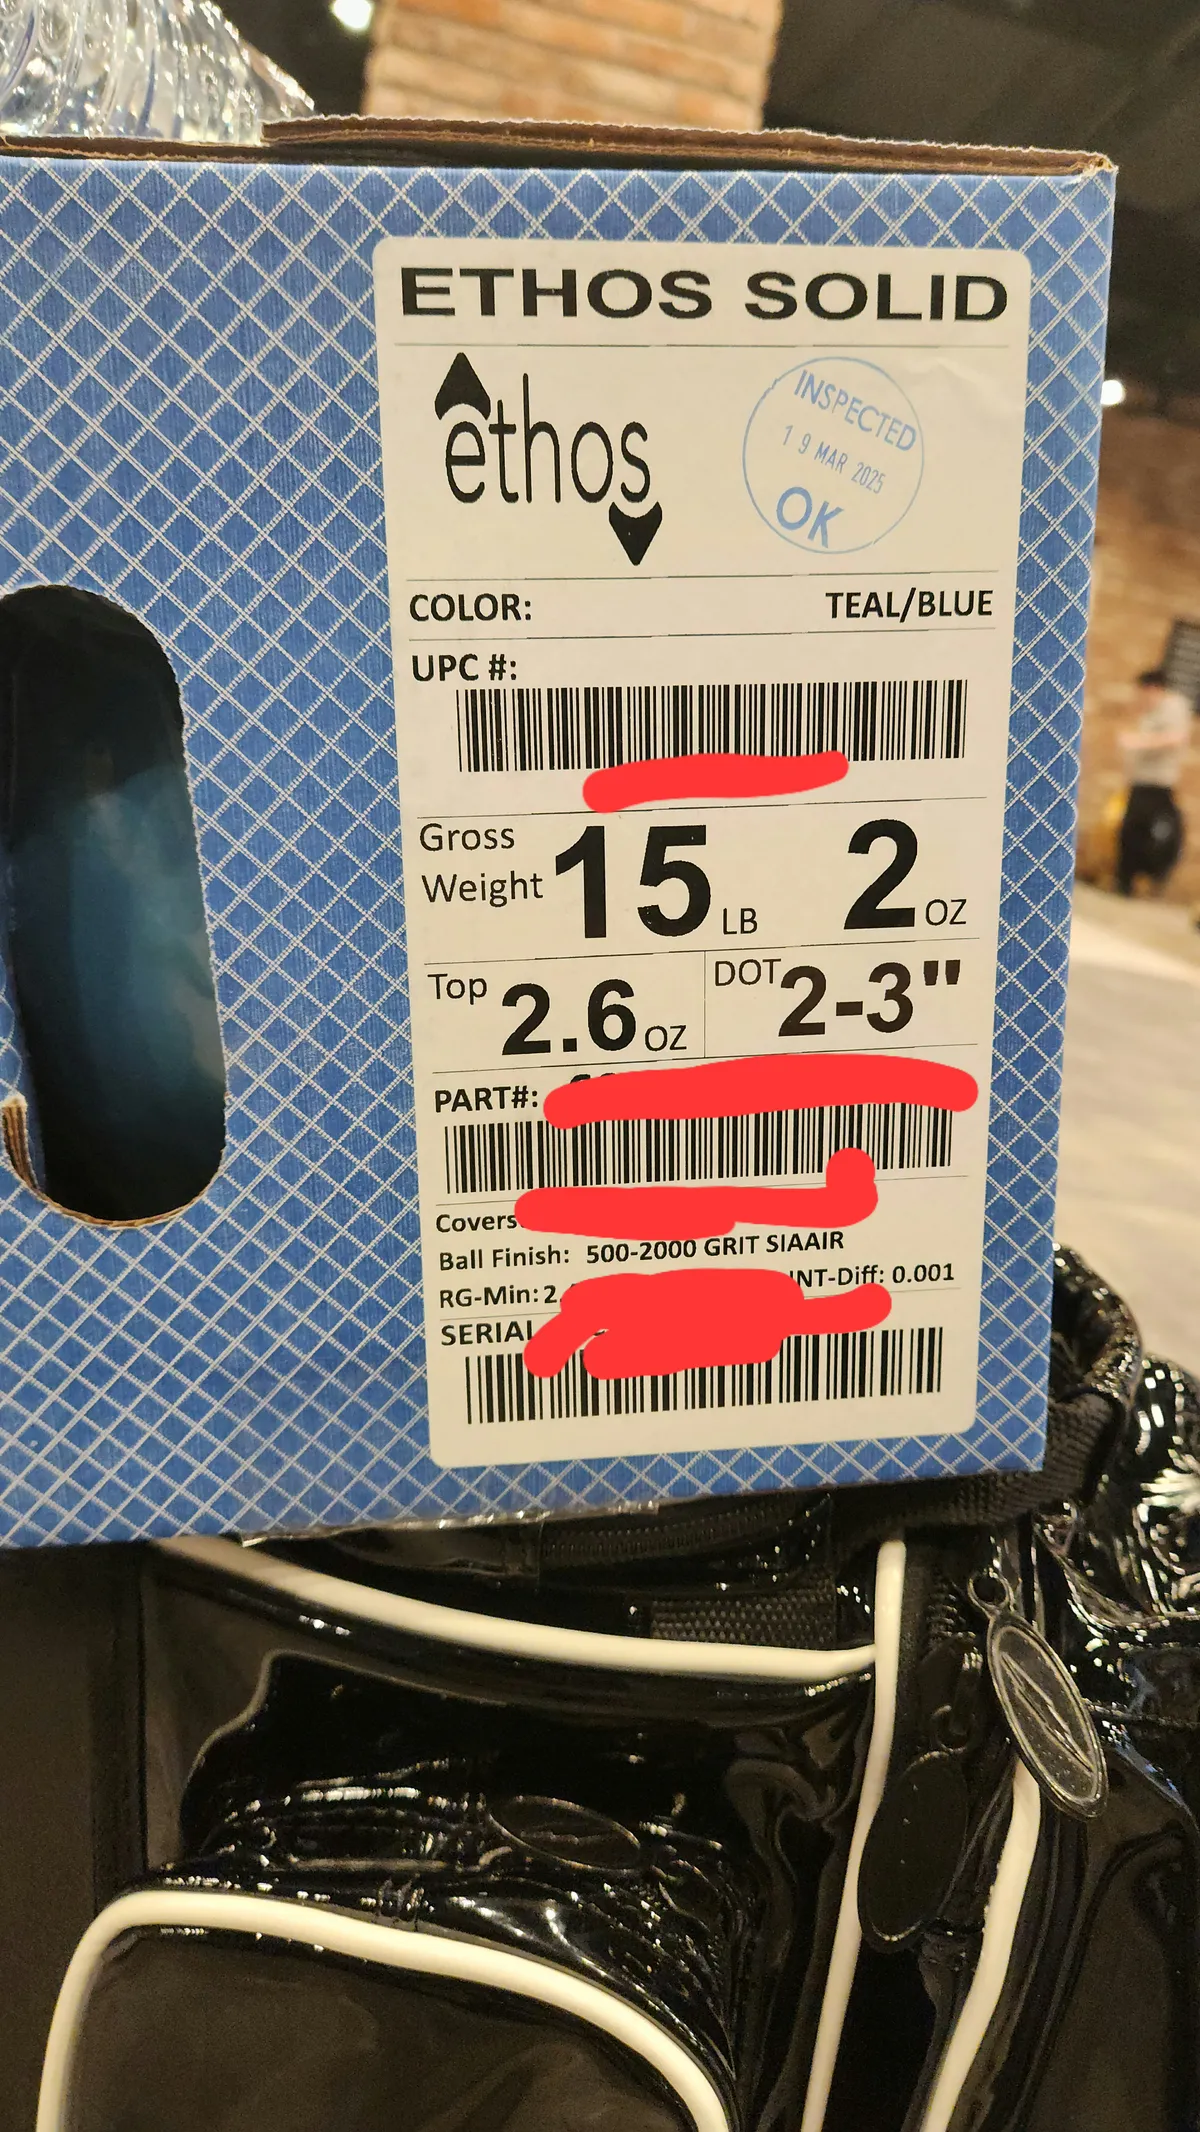 ETHOS SOLID
ethos
INSPECTED
19 MAR 2025
OK
COLOR: TEAL/BLUE
UPC #:
Gross Weight 15 LB 2 OZ
Top 2.6 OZ DOT 2-3"
PART#:
Covers
Ball Finish: 500-2000 GRIT SIAAIR
RG-Min: 2. INT-Diff: 0.001
SERIAL